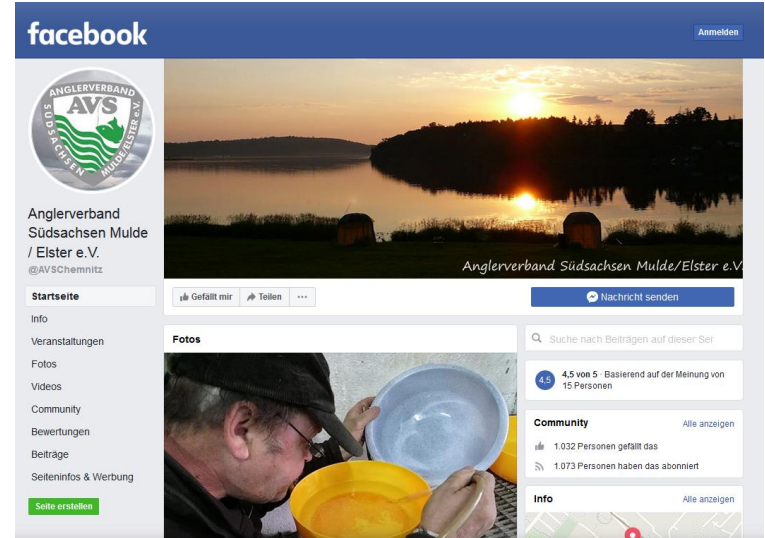 facebook
Anmelden
ANGLERVERBAND
AVS
SÜDSACHSEN MULDE/ELSTER e.V.
Anglerverband
Südsachsen Mulde
/ Elster e.V.
@AVSChemnitz
Startseite
Info
Veranstaltungen
Fotos
Videos
Community
Bewertungen
Beiträge
Seiteninfos & Werbung
Seite erstellen
Anglerverband Südsachsen Mulde/Elster e.V.
Gefällt mir
Teilen
Nachricht senden
Fotos
Suche nach Beiträgen auf dieser Sei
4,5
4,5 von 5 · Basierend auf der Meinung von
15 Personen
Community
Alle anzeigen
1.032 Personen gefällt das
1.073 Personen haben das abonniert
Info
Alle anzeigen